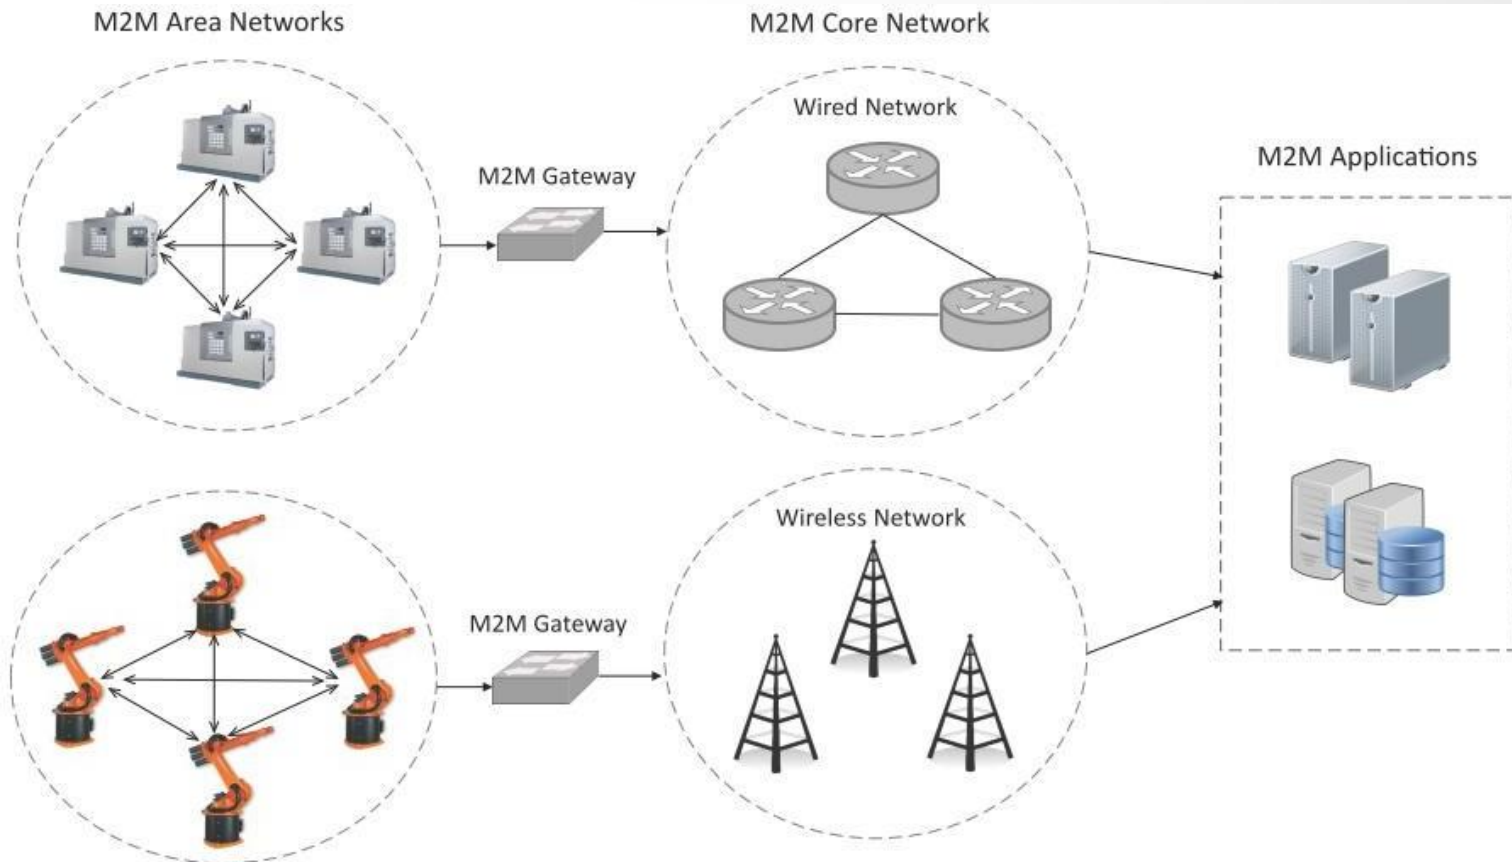 M2M Area Networks
M2M Core Network
Wired Network
M2M Applications
M2M Gateway
Wireless Network
M2M Gateway